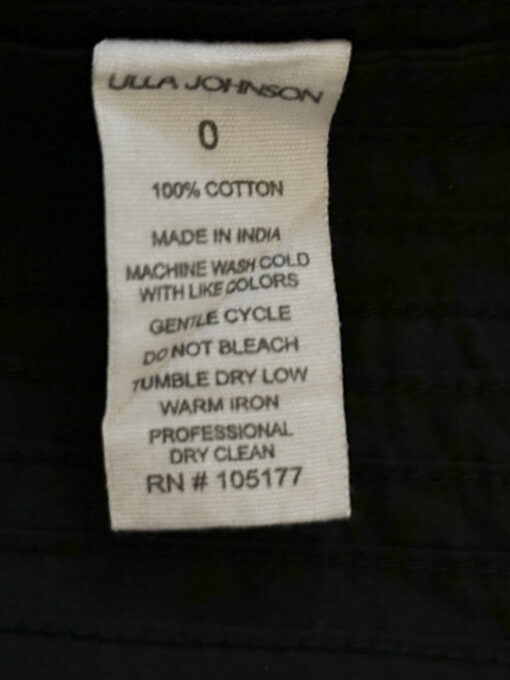 ULLA JOHNSON
0
100% COTTON
MADE IN INDIA
MACHINE WASH COLD
WITH LIKE COLORS
GENTLE CYCLE
DO NOT BLEACH
TUMBLE DRY LOW
WARM IRON
PROFESSIONAL
DRY CLEAN
RN # 105177